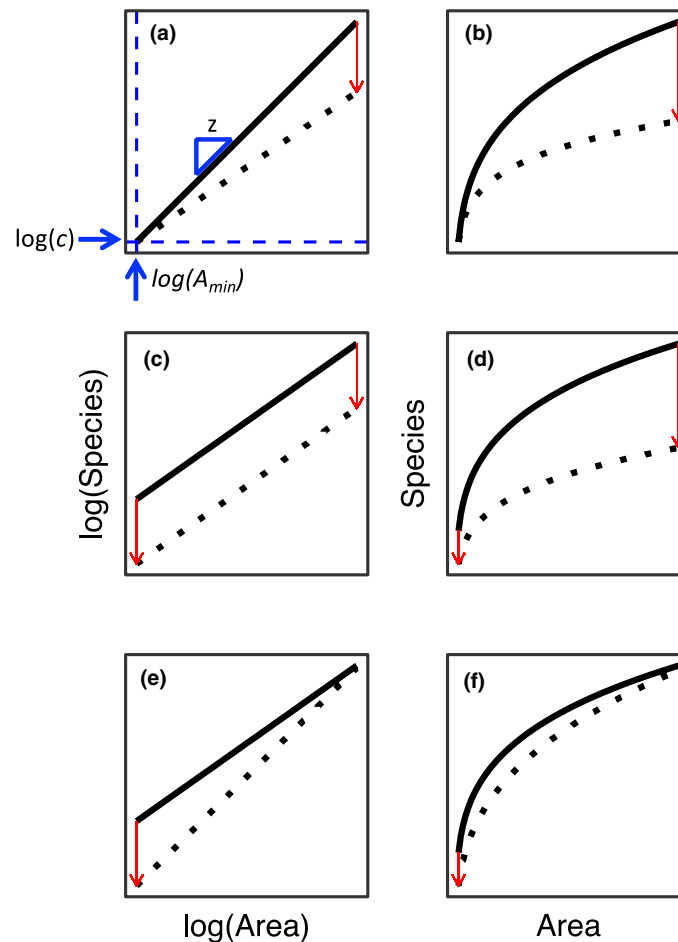 (a)
(b)
z
log(c)
log(A_min)
(c)
(d)
log(Species)
Species
(e)
(f)
log(Area)
Area